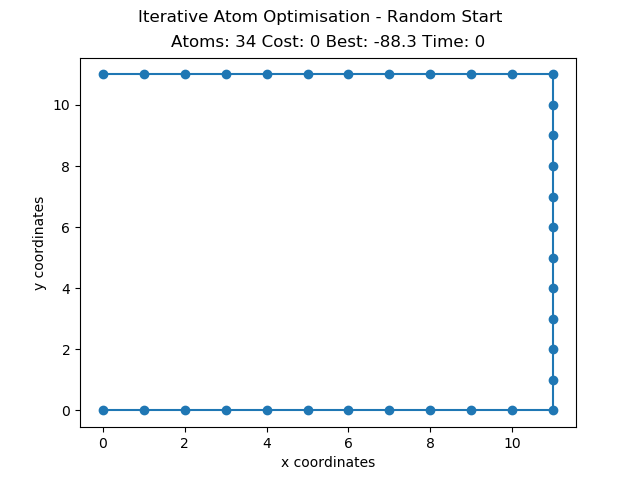 Iterative Atom Optimisation - Random Start
Atoms: 34 Cost: 0 Best: -88.3 Time: 0
10
8
6
4
2
0
y coordinates
0 2 4 6 8 10
x coordinates